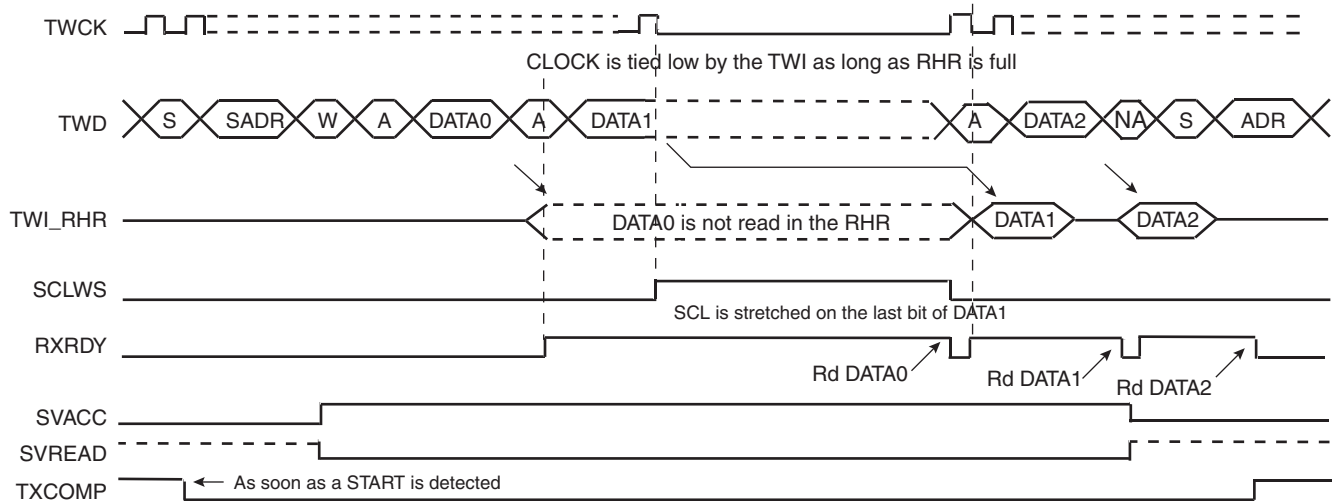 TWCK
CLOCK is tied low by the TWI as long as RHR is full
TWD S SADR W A DATA0 A DATA1 A DATA2 NA S ADR
TWI_RHR DATA0 is not read in the RHR DATA1 DATA2
SCLWS
SCL is stretched on the last bit of DATA1
RXRDY
Rd DATA0 Rd DATA1 Rd DATA2
SVACC
SVREAD
TXCOMP As soon as a START is detected